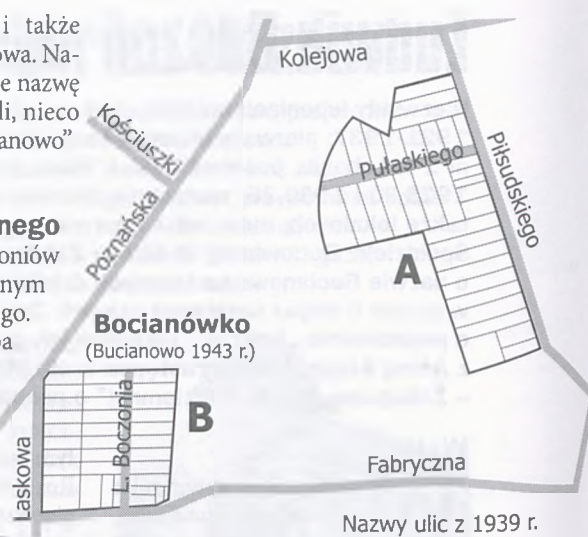 i także
owa. Na-
e nazwę
li, nieco
anowo”
nego
oniów
nym
go.
oa
Kolejowa
Kościuszki
Pułaskiego
Piłsudskiego
Poznańska
A
Bocianówko
(Bucianowo 1943 r.)
B
L. Boczonia
Laskowa
Fabryczna
Nazwy ulic z 1939 r.